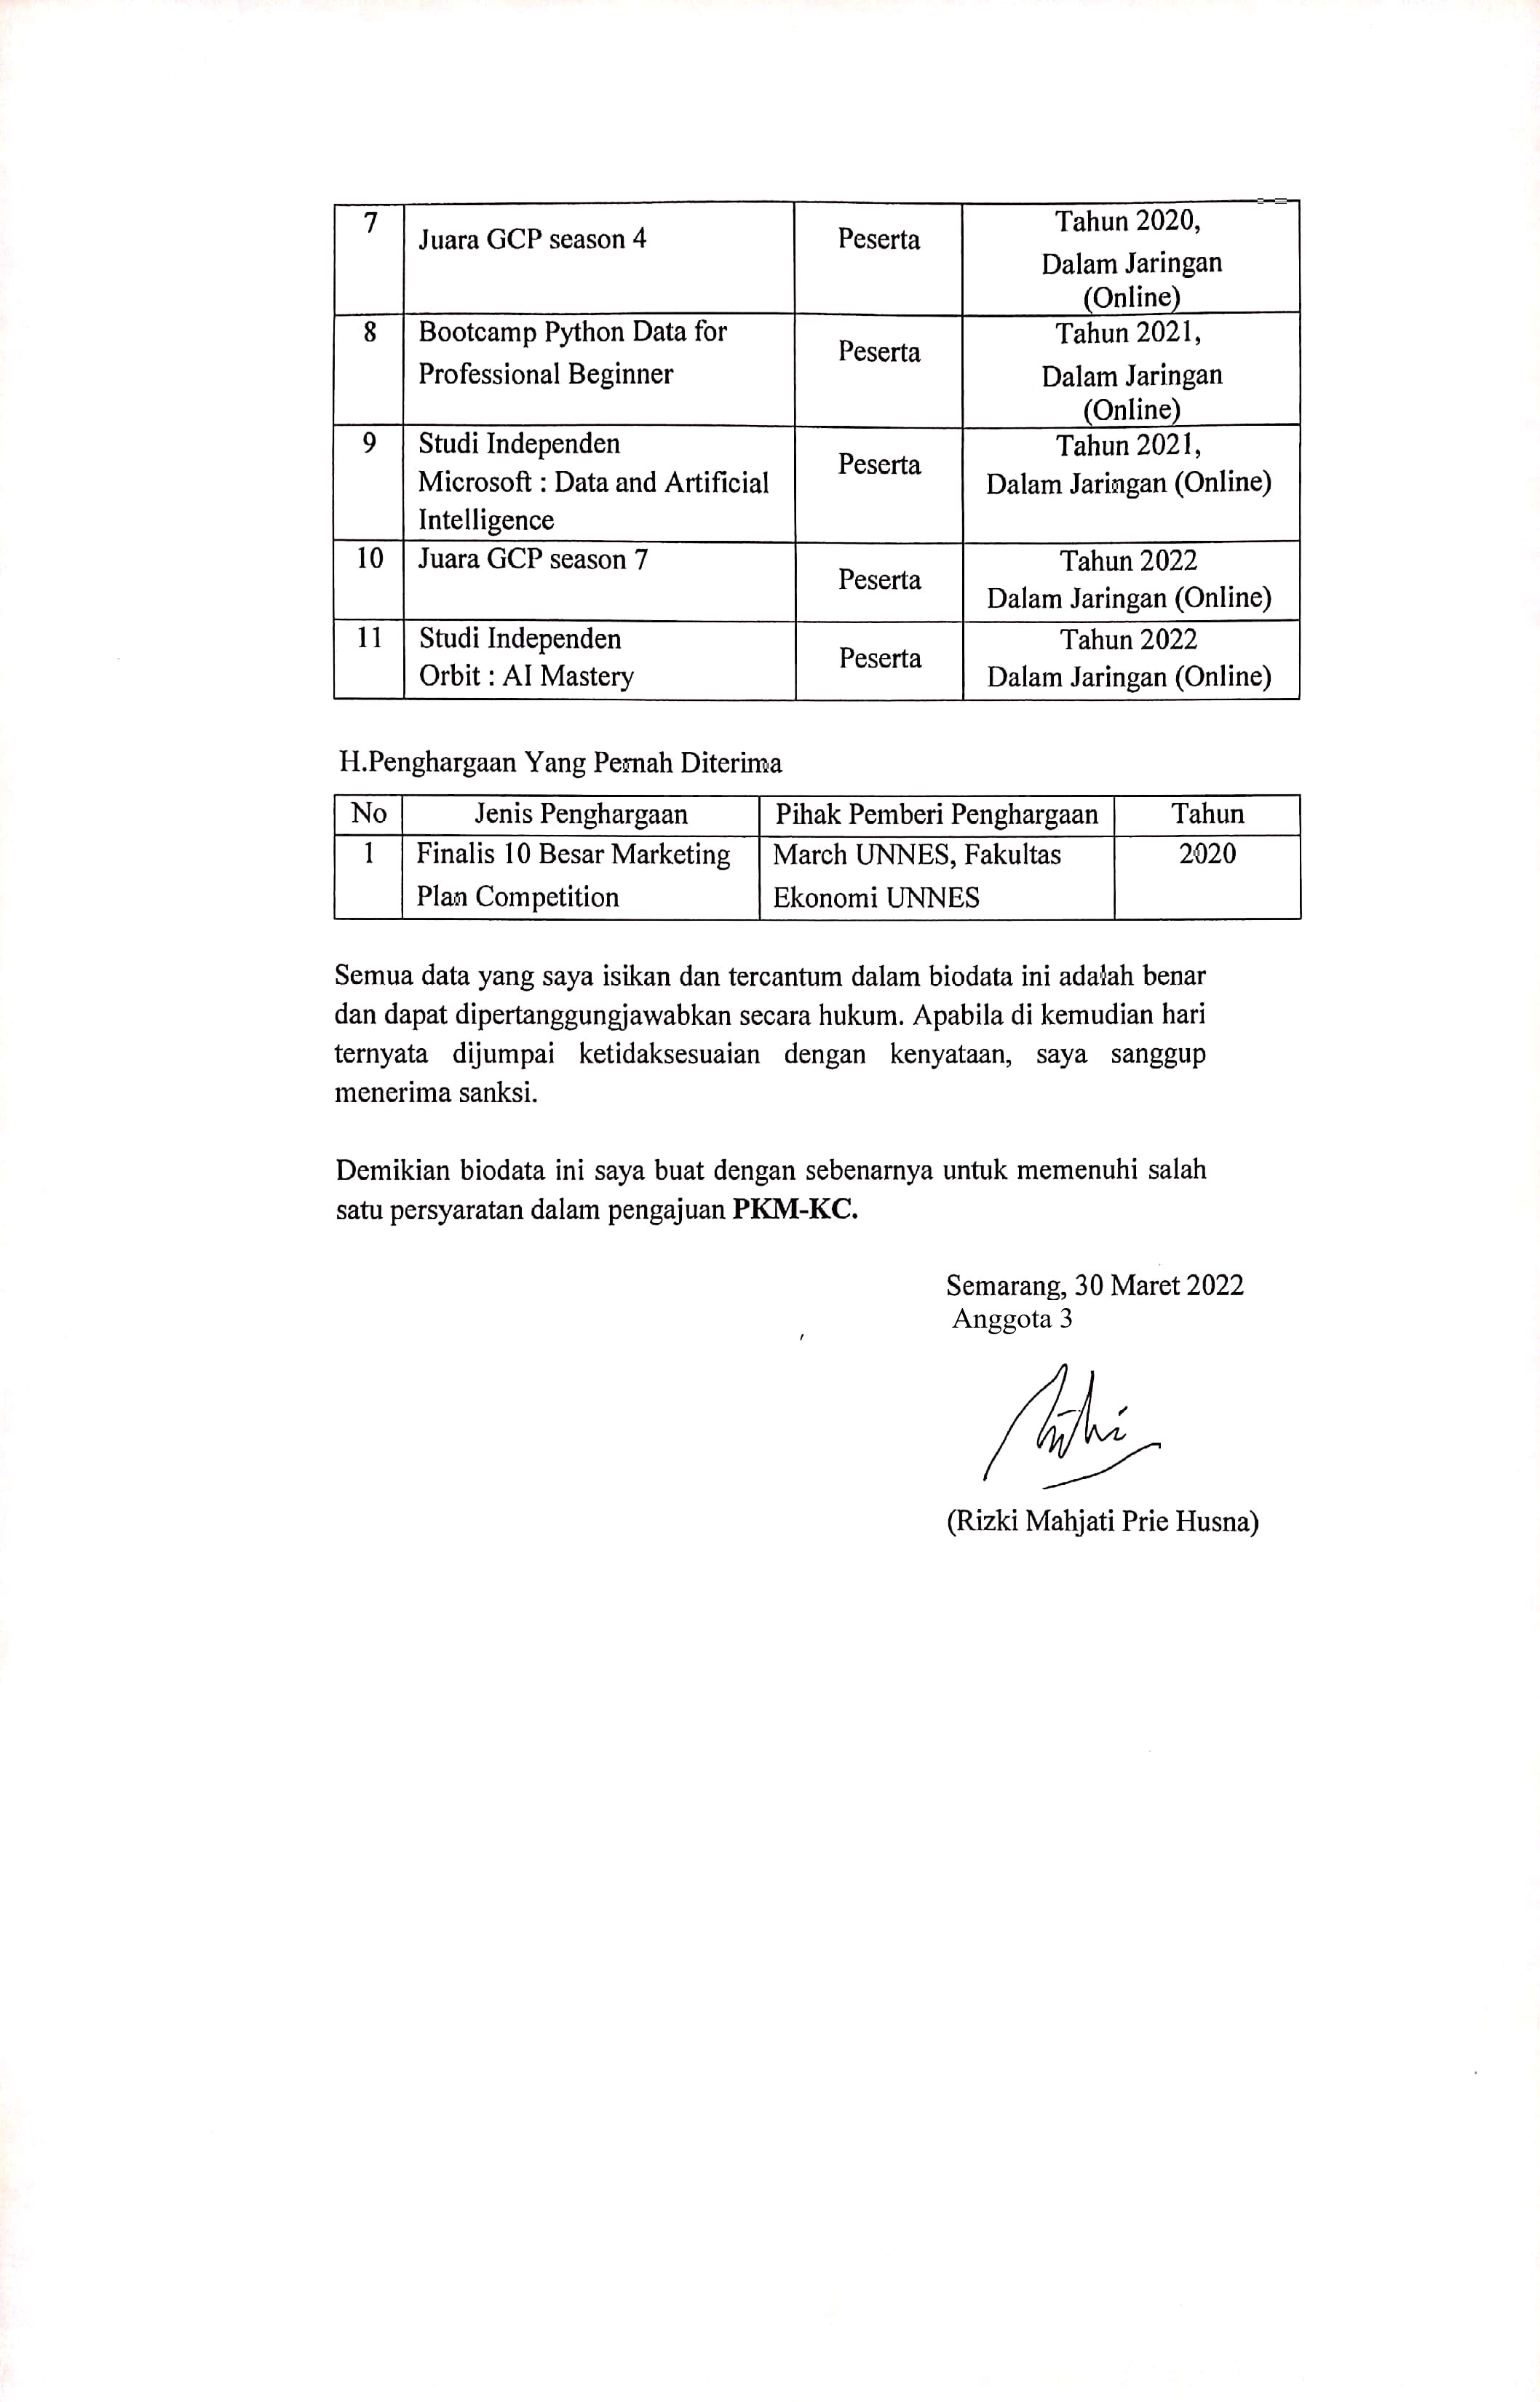 7 Juara GCP season 4 Peserta Tahun 2020,
Dalam Jaringan
(Online)
8 Bootcamp Python Data for Peserta Tahun 2021,
Professional Beginner Dalam Jaringan
(Online)
9 Studi Independen Peserta Tahun 2021,
Microsoft : Data and Artificial Dalam Jaringan (Online)
Intelligence
10 Juara GCP season 7 Peserta Tahun 2022
Dalam Jaringan (Online)
11 Studi Independen Peserta Tahun 2022
Orbit : AI Mastery Dalam Jaringan (Online)
H.Penghargaan Yang Pernah Diterima
No Jenis Penghargaan Pihak Pemberi Penghargaan Tahun
1 Finalis 10 Besar Marketing March UNNES, Fakultas 2020
Plan Competition Ekonomi UNNES
Semua data yang saya isikan dan tercantum dalam biodata ini adalah benar
dan dapat dipertanggungjawabkan secara hukum. Apabila di kemudian hari
ternyata dijumpai ketidaksesuaian dengan kenyataan, saya sanggup
menerima sanksi.
Demikian biodata ini saya buat dengan sebenarnya untuk memenuhi salah
satu persyaratan dalam pengajuan PKM-KC.
Semarang, 30 Maret 2022
Anggota 3
(Rizki Mahjati Prie Husna)